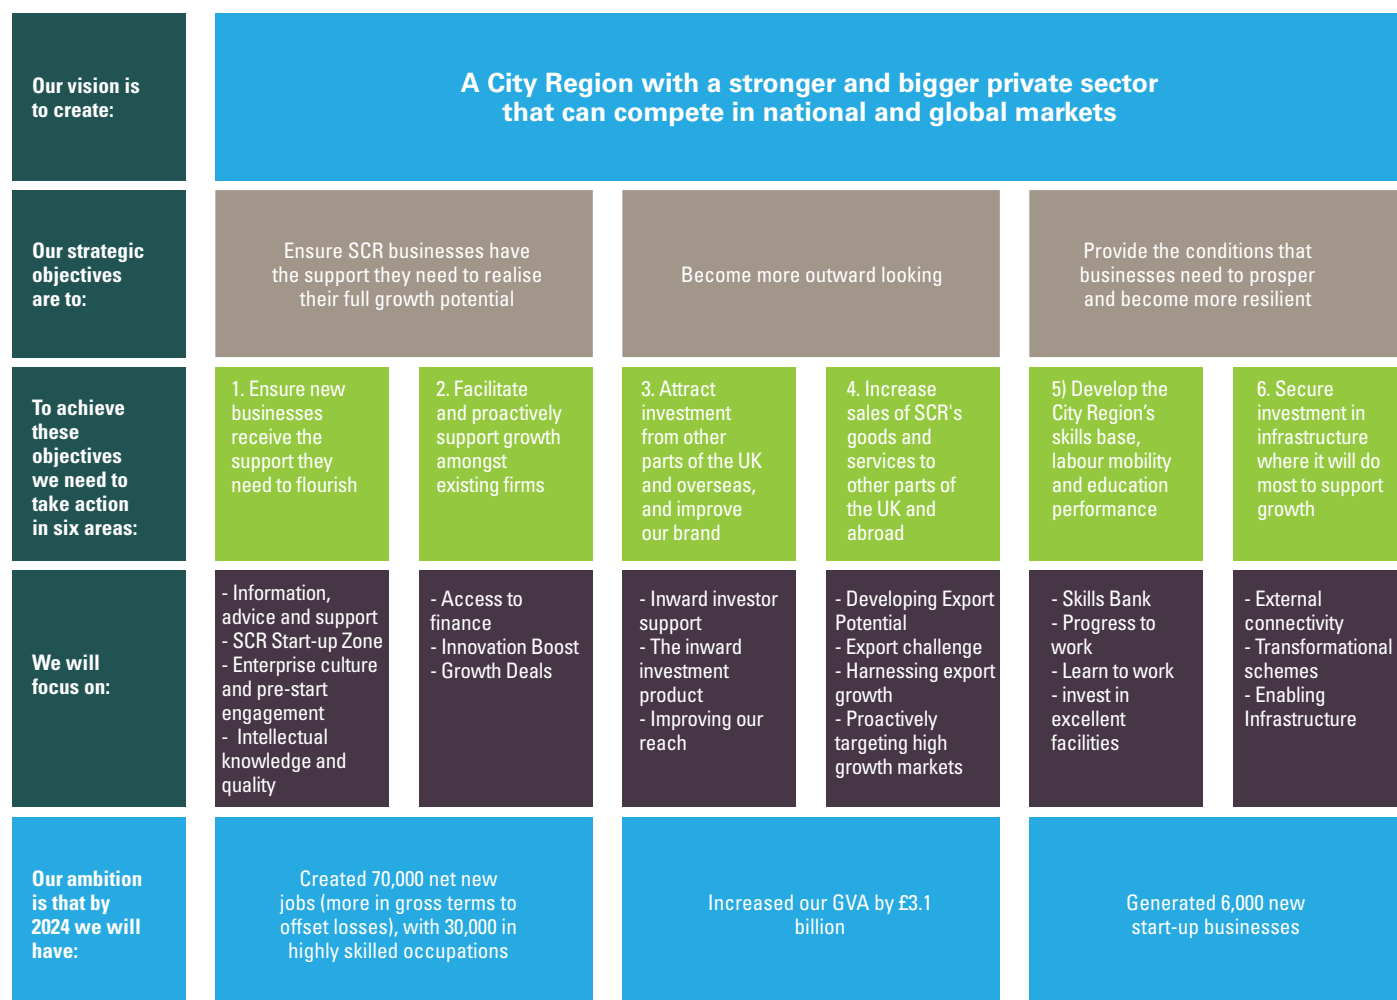 Our vision is
to create:
A City Region with a stronger and bigger private sector
that can compete in national and global markets
Our strategic
objectives
are to:
Ensure SCR businesses have
the support they need to realise
their full growth potential
Become more outward looking
Provide the conditions that
businesses need to prosper
and become more resilient
To achieve
these
objectives
we need to
take action
in six areas:
1. Ensure new
businesses
receive the
support they
need to flourish
2. Facilitate
and proactively
support growth
amongst
existing firms
3. Attract
investment
from other
parts of the UK
and overseas,
and improve
our brand
4. Increase
sales of SCR's
goods and
services to
other parts of
the UK and
abroad
5) Develop the
City Region's
skills base,
labour mobility
and education
performance
6. Secure
investment in
infrastructure
where it will do
most to support
growth
We will
focus on:
- Information,
advice and support
- SCR Start-up Zone
- Enterprise culture
and pre-start
engagement
- Intellectual
knowledge and
quality
- Access to
finance
- Innovation Boost
- Growth Deals
- Inward investor
support
- The inward
investment
product
- Improving our
reach
- Developing Export
Potential
- Export challenge
- Harnessing export
growth
- Proactively
targeting high
growth markets
- Skills Bank
- Progress to
work
- Learn to work
- invest in
excellent
facilities
- External
connectivity
- Transformational
schemes
- Enabling
Infrastructure
Our ambition
is that by
2024 we will
have:
Created 70,000 net new
jobs (more in gross terms to
offset losses), with 30,000 in
highly skilled occupations
Increased our GVA by £3.1
billion
Generated 6,000 new
start-up businesses